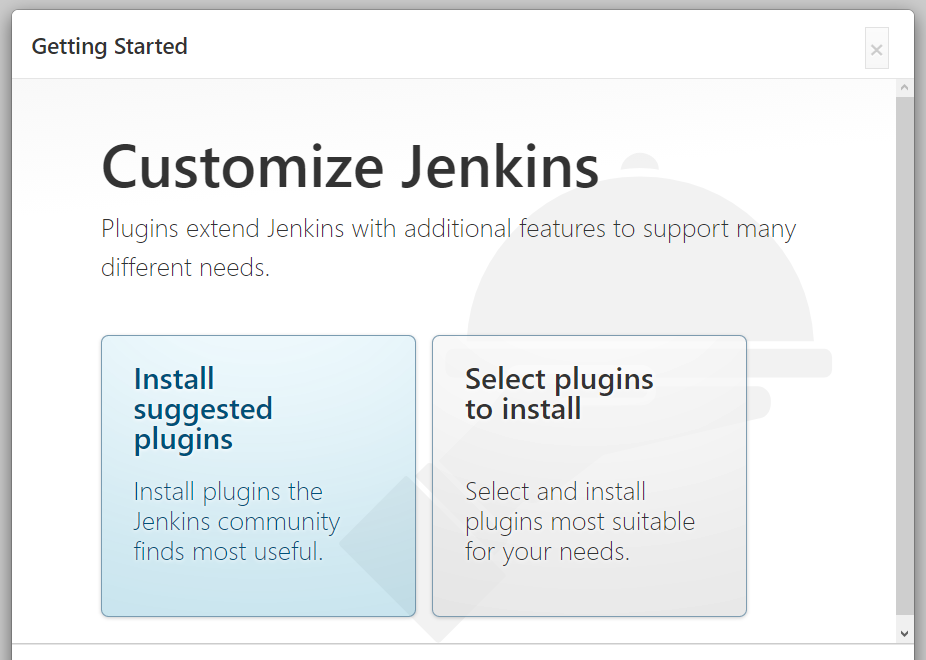 Getting Started
×
Customize Jenkins
Plugins extend Jenkins with additional features to support many
different needs.
Install
suggested
plugins
Install plugins the
Jenkins community
finds most useful.
Select plugins
to install
Select and install
plugins most suitable
for your needs.